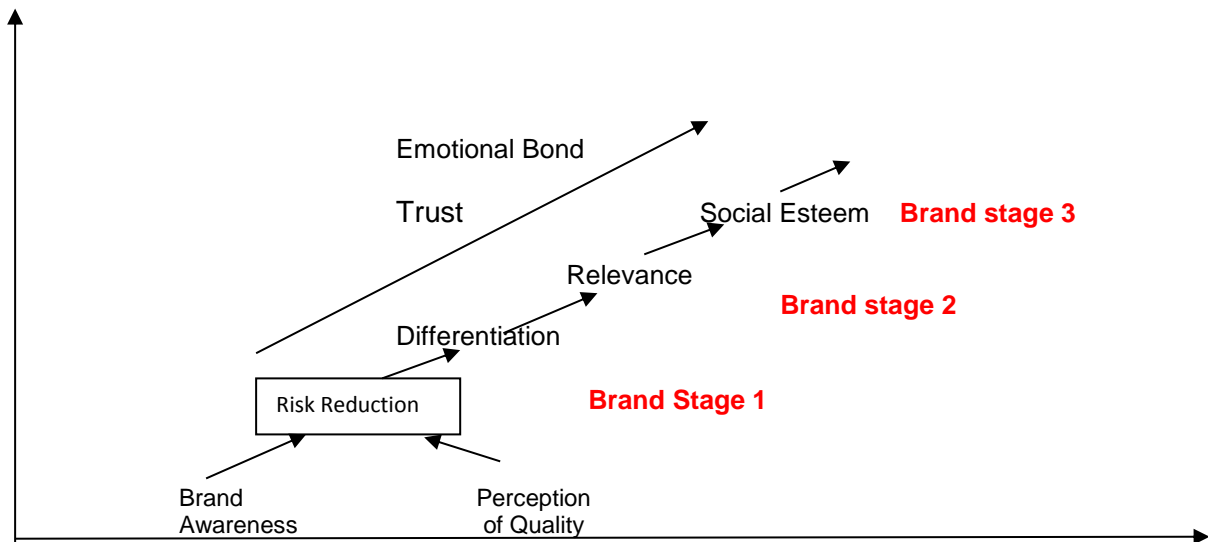 Emotional Bond
Trust
Social Esteem
Brand stage 3
Relevance
Brand stage 2
Differentiation
Risk Reduction
Brand Stage 1
Brand
Awareness
Perception
of Quality